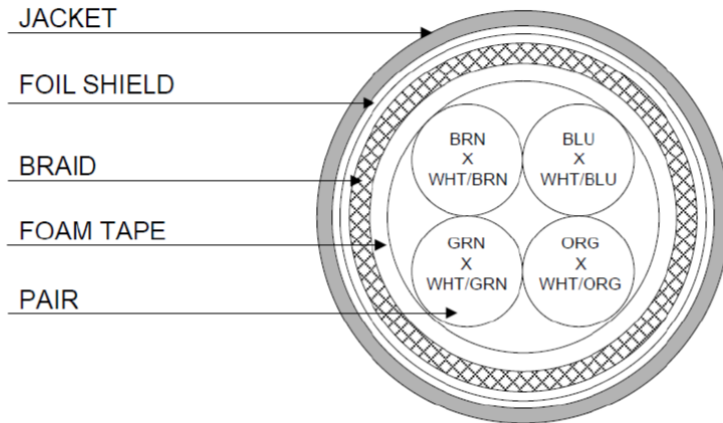 JACKET
FOIL SHIELD
BRAID
FOAM TAPE
PAIR
BRN
X
WHT/BRN
BLU
X
WHT/BLU
GRN
X
WHT/GRN
ORG
X
WHT/ORG